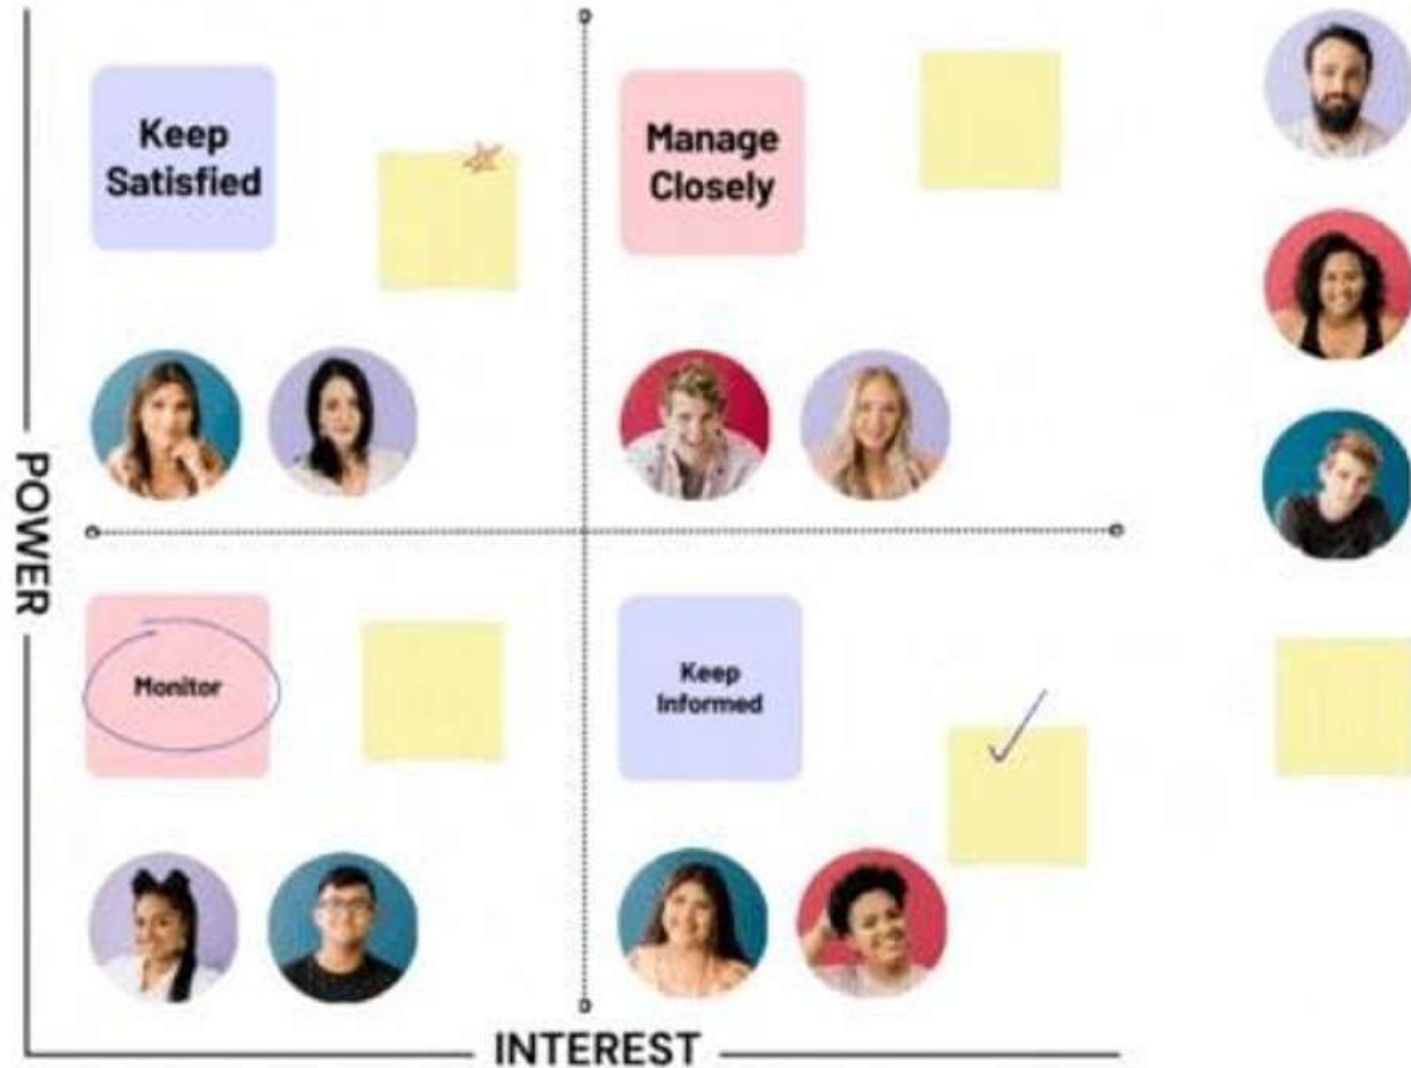 Keep
Satisfied
Manage
Closely
POWER
Monitor
Keep
Informed
INTEREST